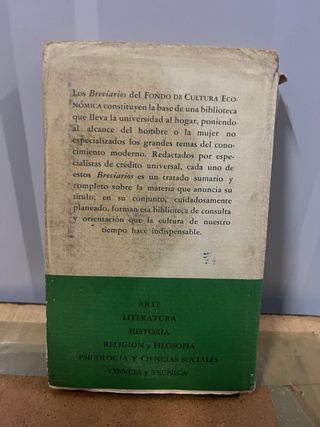 Los Breviarios del FONDO DE CULTURA ECO-
NÓMICA constituyen la base de una biblioteca
que lleva la universidad al hogar, poniendo
al alcance del hombre o la mujer no
especializados los grandes temas del cono-
cimiento moderno. Redactados por espe-
cialistas de crédito universal, cada uno de
estos Breviarios es un tratado sumario y
completo sobre la materia que anuncia su
título; en su conjunto, cuidadosamente
planeado, forman esa biblioteca de consulta
y orientación que la cultura de nuestro
tiempo hace indispensable.
ARTE
LITERATURA
HISTORIA
RELIGIÓN y FILOSOFÍA
PSICOLOGÍA Y CIENCIAS SOCIALES
CIENCIA y TÉCNICA